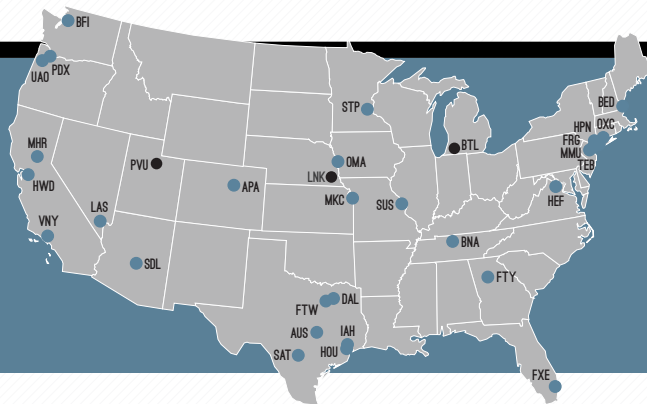 BFI
PDX
UAO
MHR
HWD
VNY
LAS
PVU
SDL
APA
STP
OMA
LNK
MKC
SUS
BTL
BNA
FTY
FXE
DAL
FTW
AUS
IAH
HOU
SAT
BED
HPN OXC
FRG
MMU
TEB
HEF